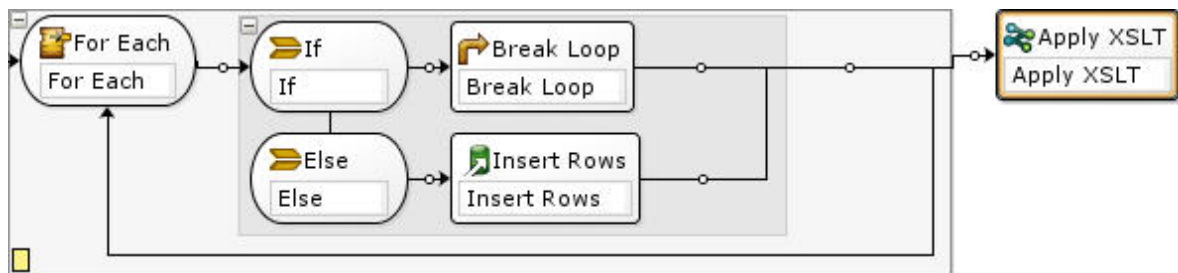 For Each
For Each
If
If
Break Loop
Break Loop
Else
Else
Insert Rows
Insert Rows
Apply XSLT
Apply XSLT